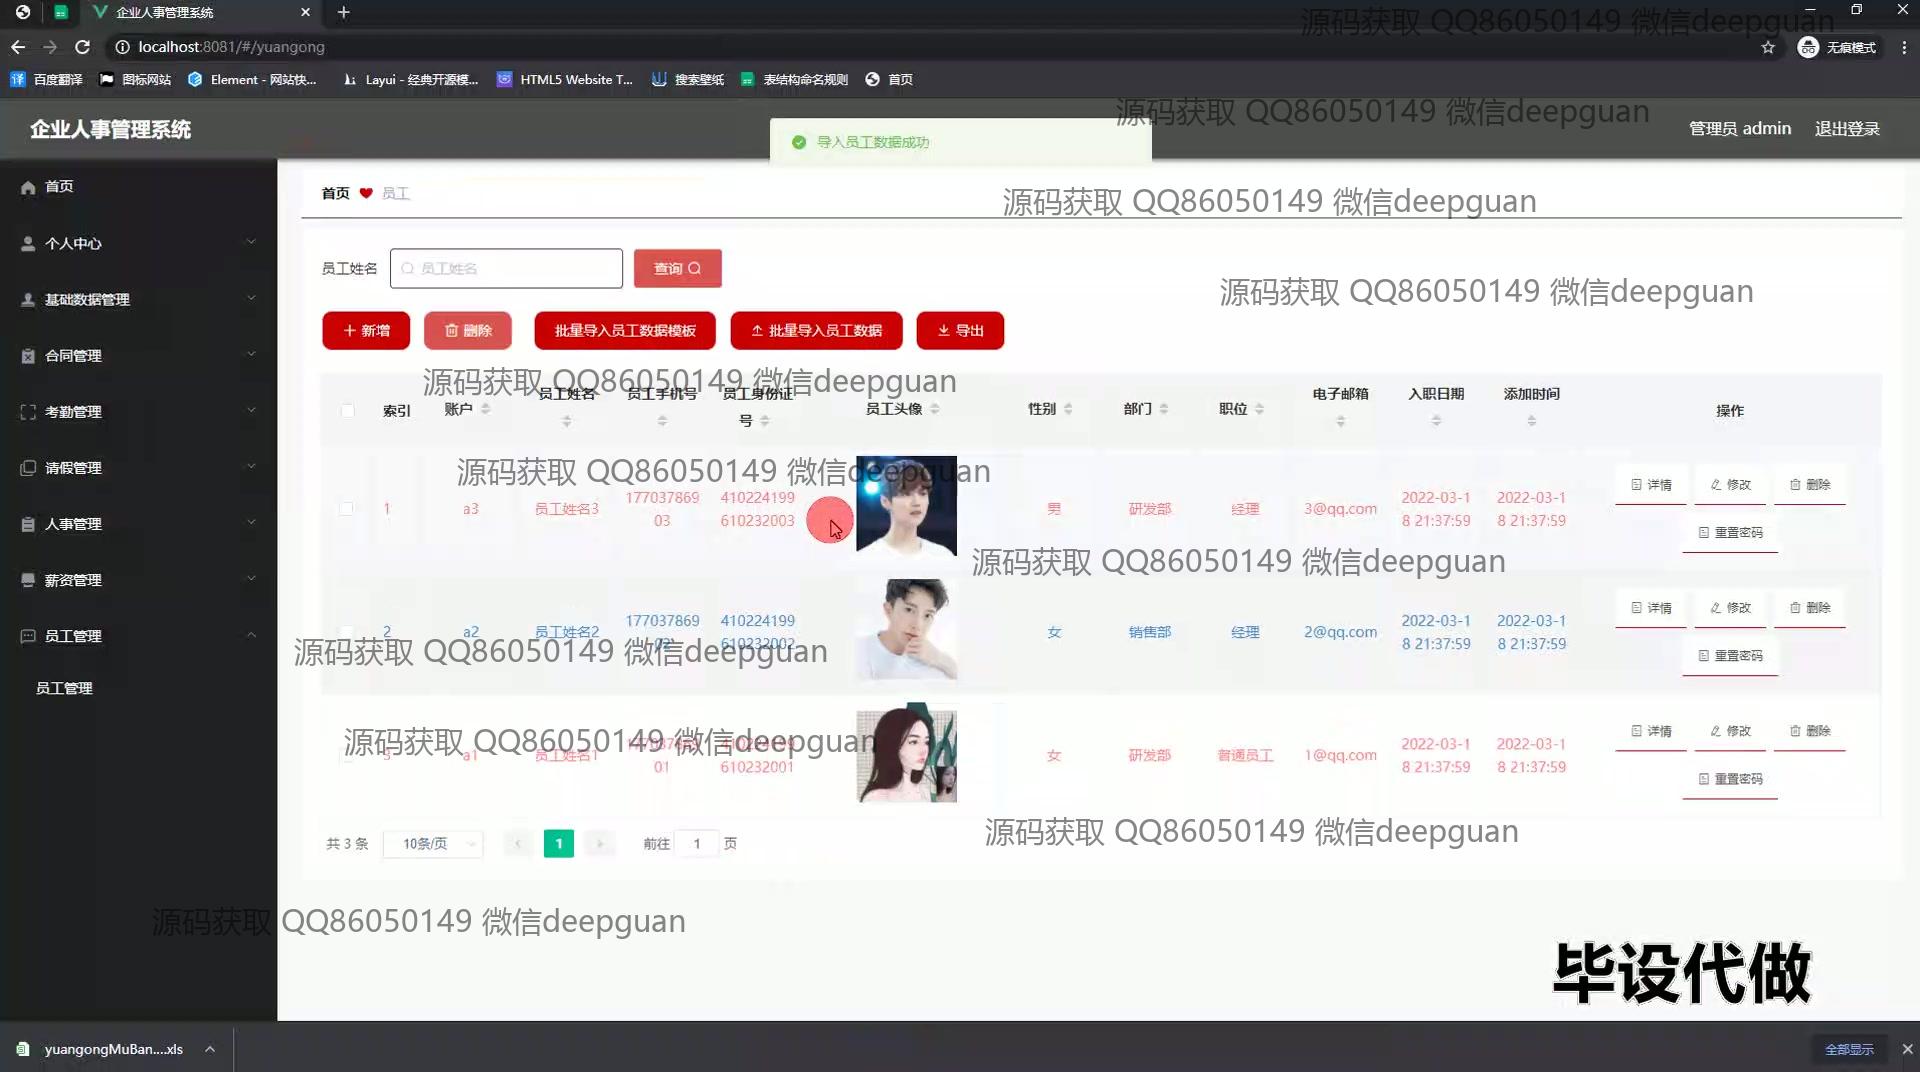 企业人事管理系统
localhost:8081/#/yuangong
无痕模式
百度翻译
图标网站
Element - 网站快...
Layui - 经典开源模...
HTML5 Website T...
搜索壁纸
表结构命名规则
首页
源码获取 QQ86050149 微信deepguan
源码获取 QQ86050149 微信deepguan
企业人事管理系统
导入员工数据成功
管理员 admin
退出登录
首页
个人中心
基础数据管理
合同管理
考勤管理
请假管理
人事管理
薪资管理
员工管理
员工管理
首页 员工
源码获取 QQ86050149 微信deepguan
员工姓名
员工姓名
查询
源码获取 QQ86050149 微信deepguan
新增
删除
批量导入员工数据模板
批量导入员工数据
导出
源码获取 QQ86050149 微信deepguan
索引
账户
员工姓名
员工手机号
员工身份证
号
员工头像
性别
部门
职位
电子邮箱
入职日期
添加时间
操作
源码获取 QQ86050149 微信deepguan
1
a3
员工姓名3
177037869
03
410224199
610232003
男
研发部
经理
3@qq.com
2022-03-1
8 21:37:59
2022-03-1
8 21:37:59
详情
修改
删除
重置密码
源码获取 QQ86050149 微信deepguan
2
a2
员工姓名2
177037869
02
410224199
610232002
女
销售部
经理
2@qq.com
2022-03-1
8 21:37:59
2022-03-1
8 21:37:59
详情
修改
删除
重置密码
源码获取 QQ86050149 微信deepguan
源码获取 QQ86050149 微信deepguan
3
a1
员工姓名1
177037869
01
410224199
610232001
女
研发部
普通员工
1@qq.com
2022-03-1
8 21:37:59
2022-03-1
8 21:37:59
详情
修改
删除
重置密码
源码获取 QQ86050149 微信deepguan
共 3 条
10条/页
1
前往 1 页
源码获取 QQ86050149 微信deepguan
毕设代做
yuangongMuBan....xls
全部显示